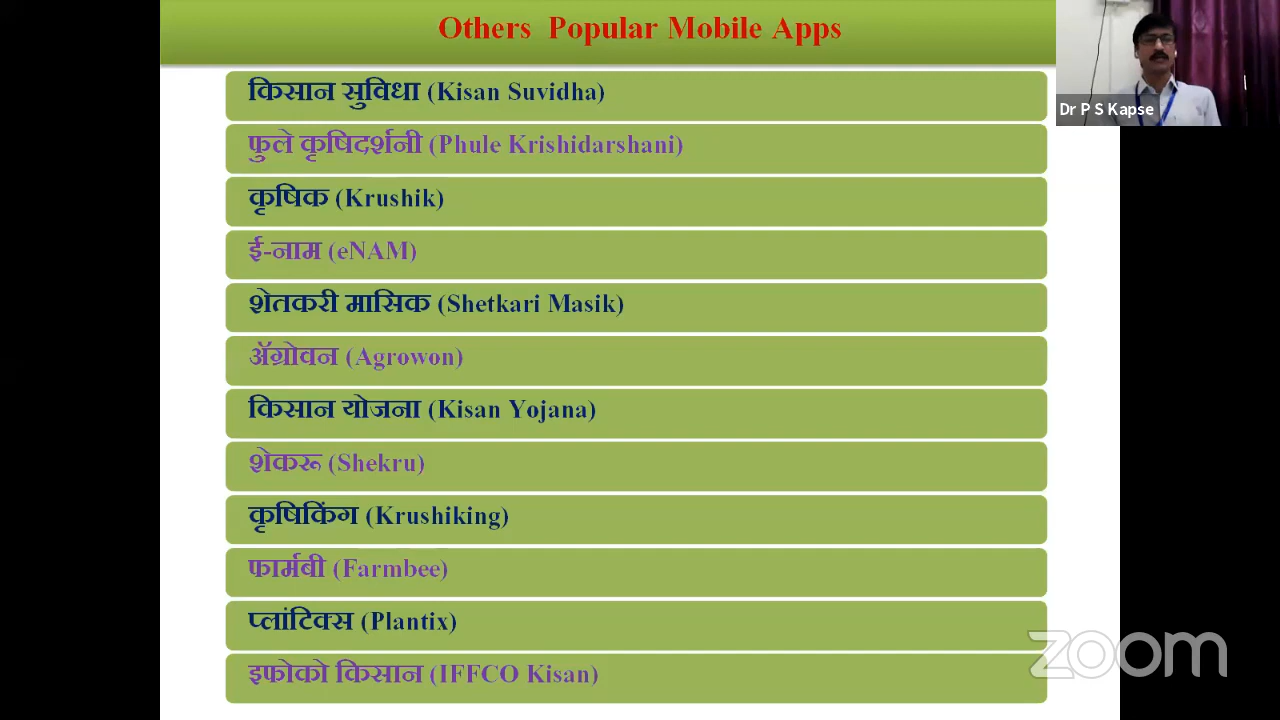 Others Popular Mobile Apps
किसान सुविधा (Kisan Suvidha)
फुले कृषिदर्शनी (Phule Krishidarshani)
कृषिक (Krushik)
ई-नाम (eNAM)
शेतकरी मासिक (Shetkari Masik)
ॲग्रोवन (Agrowon)
किसान योजना (Kisan Yojana)
शेकरू (Shekru)
कृषिकिंग (Krushiking)
फार्मबी (Farmbee)
प्लांटिक्स (Plantix)
इफोको किसान (IFFCO Kisan)
Dr P S Kapse
zoom